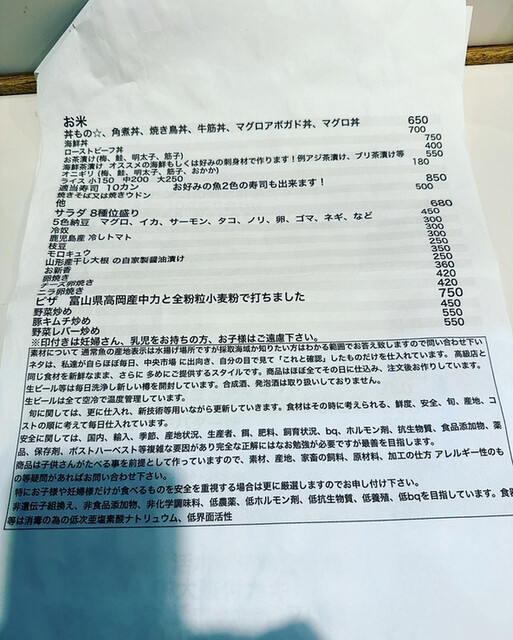 お米
丼もの☆、角煮丼、焼き鳥丼、牛筋丼、マグロアボガド丼、マグロ丼 650
海鮮丼 700
ローストビーフ丼 750
お茶漬け(梅、鮭、明太子、筋子) 400
海鮮茶漬け オススメの海鮮もしくは好みの刺身材で作ります！例アジ茶漬け、ブリ茶漬け等 550
オニギリ (梅、鮭、明太子、筋子、おかか) 180
ライス 小150 中200 大250
適当寿司 10カン お好みの魚2色の寿司も出来ます！ 850
焼きそば又は焼きウドン 500
他
サラダ 8種位盛り 680
5色納豆 マグロ、イカ、サーモン、タコ、ノリ、卵、ゴマ、ネギ、など 450
冷奴 300
鹿児島産 冷しトマト 300
枝豆 300
モロキュウ 250
山形産干し大根 の自家製醤油漬け 350
お新香 250
卵焼き 360
チーズ卵焼き 420
ニラ卵焼き 420
ピザ 富山県高岡産中力と全粉粒小麦粉で打ちました 750
野菜炒め 450
豚キムチ炒め 550
野菜レバー炒め 550
※印付きは妊婦さん、乳児をお持ちの方、お子様はご遠慮下さい。
素材について 通常魚の産地表示は水揚げ場所ですが採取海域か知りたい方はわかる範囲でお答え致しますので問い合わせ下い
ネタは、私達が自らほぼ毎日、中央市場 に出向き、自分の目で見て「これと確認」したものだけを仕入れています。 高級店と
同じ食材を新鮮なまま、さらに 多めにご提供するスタイルです。商品はほぼ全てその日に仕込み、注文後お作りしています。
生ビール等は毎日洗浄し新しい樽を開封しています。合成酒、発泡酒は取り扱いしておりません。
生ビールは全て空冷で温度管理しています。
旬に関しては、更に仕入れ、新技術等用いながら更新していきます。食材はその時に考えられる、鮮度、安全、旬、産地、コ
ストの順に考えて毎日仕入れています。
安全に関しては、国内、輸入、季節、産地状況、生産者、餌、肥料、飼育状況、bq、ホルモン剤、抗生物質、食品添加物、薬
品、保存剤、ポストハーベスト等複雑な要因があり完全な正解にはなお勉強が必要ですが最善を目指します。
商品は子供さんがたべる事を前提として作っていますので、素材、産地、家畜の飼料、原材料、加工の仕方 アレルギー性のも
の等疑問があればお問い合わせ下さい。
特にお子様や妊婦様だけが食べるものを安全を重視する場合は更に厳選しますのでお申し付け下さい。
非遺伝子組換え、非食品添加物、非化学調味料、低農薬、低ホルモン剤、低抗生物質、低養殖、低bqを目指しています。食器
等は消毒の為の低次亜塩素酸ナトリュウム、低界面活性